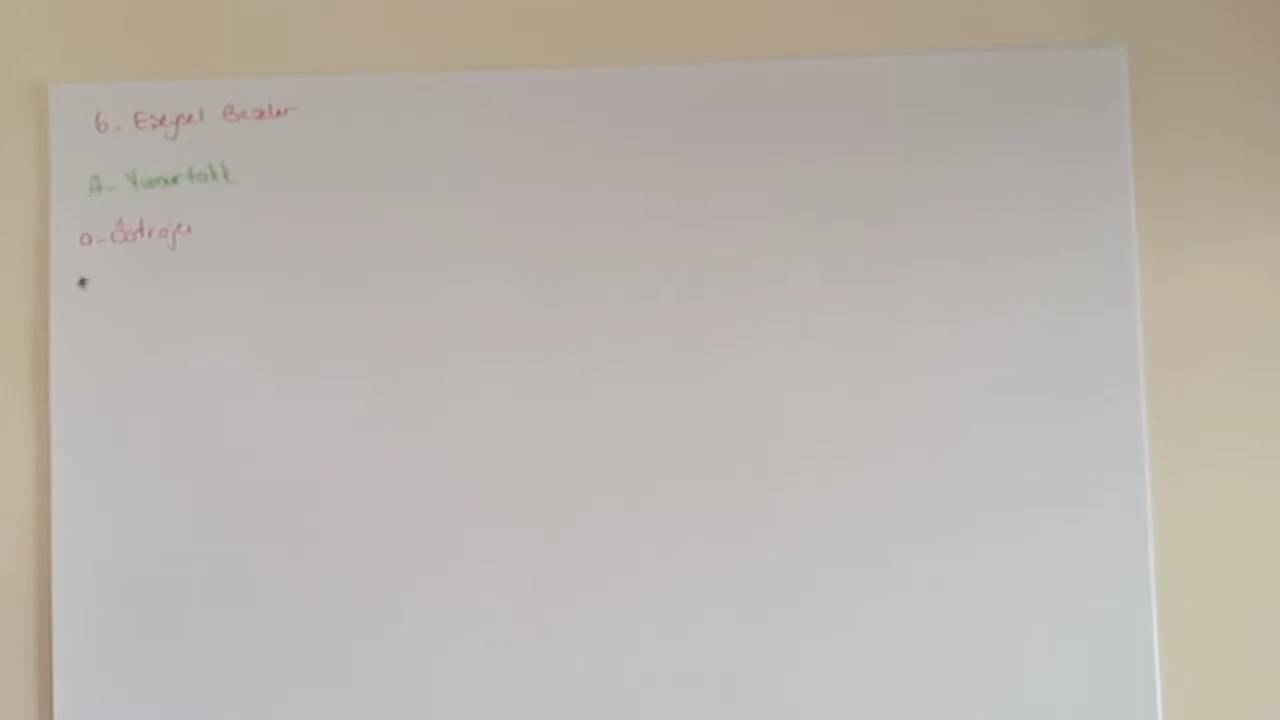 6- Eşeysel Bezler
A- Yumurtalık
a- Östrojen
*